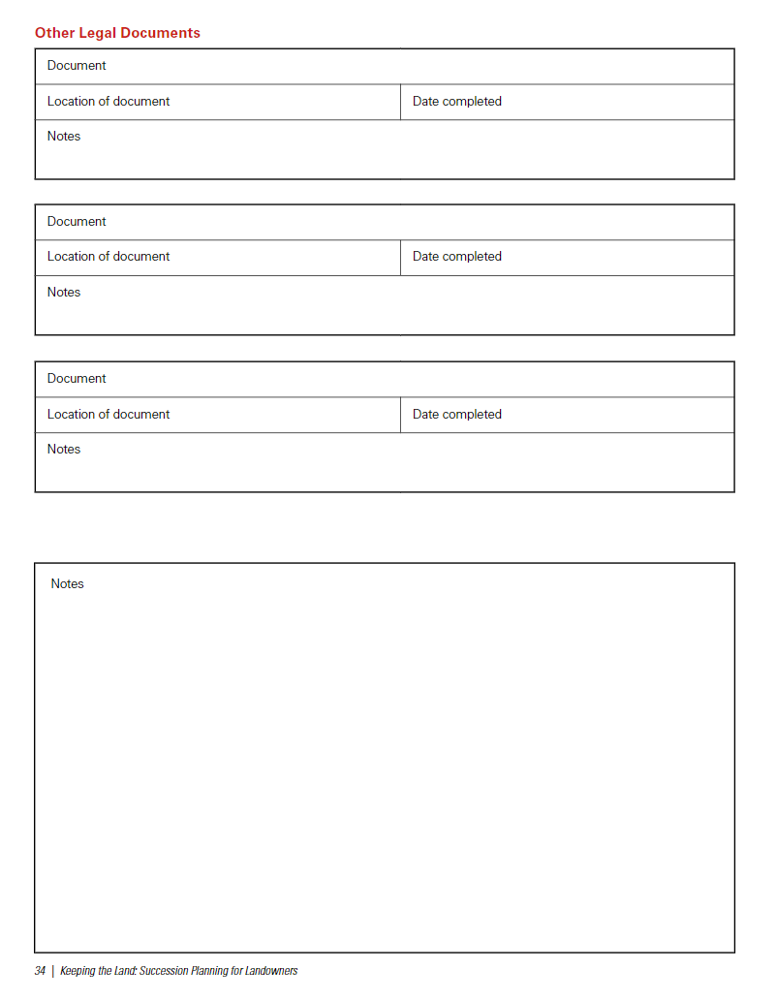 Other Legal Documents
Document
Location of document
Date completed
Notes
Document
Location of document
Date completed
Notes
Document
Location of document
Date completed
Notes
Notes
34 | Keeping the Land: Succession Planning for Landowners